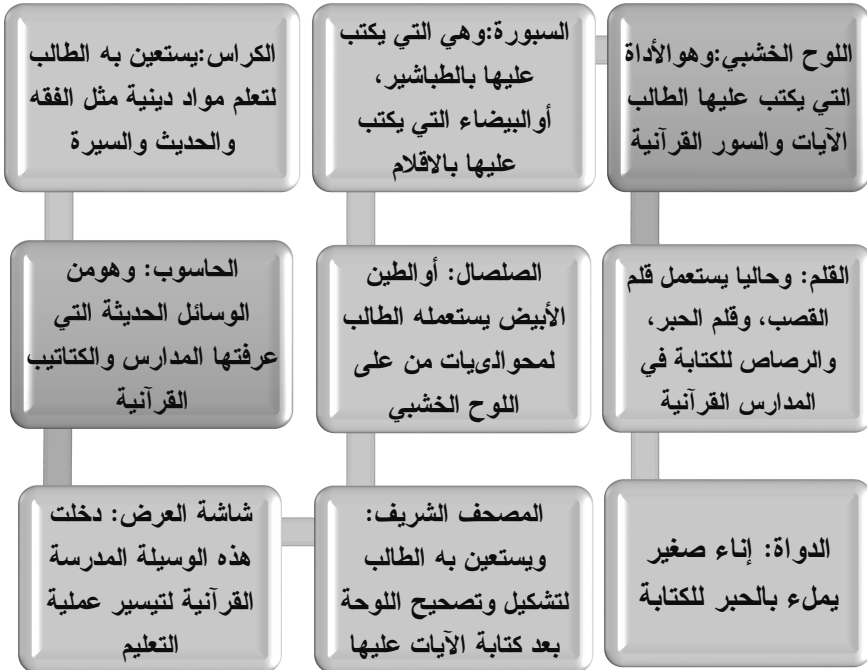 اللوح الخشبي:وهوالأداة
التي يكتب عليها الطالب
الآيات والسور القرآنية
القلم: وحاليا يستعمل قلم
القصب، وقلم الحبر،
والرصاص للكتابة في
المدارس القرآنية
الدواة: إناء صغير
يملء بالحبر للكتابة
السبورة:وهي التي يكتب
عليها بالطباشير،
أوالبيضاء التي يكتب
عليها بالاقلام
الصلصال: أوالطين
الأبيض يستعمله الطالب
لمحوالىيات من على
اللوح الخشبي
المصحف الشريف:
ويستعين به الطالب
لتشكيل وتصحيح اللوحة
بعد كتابة الآيات عليها
الكراس:يستعين به الطالب
لتعلم مواد دينية مثل الفقه
والحديث والسيرة
الحاسوب: وهومن
الوسائل الحديثة التي
عرفتها المدارس والكتاتيب
القرآنية
شاشة العرض: دخلت
هذه الوسيلة المدرسة
القرآنية لتيسير عملية
التعليم